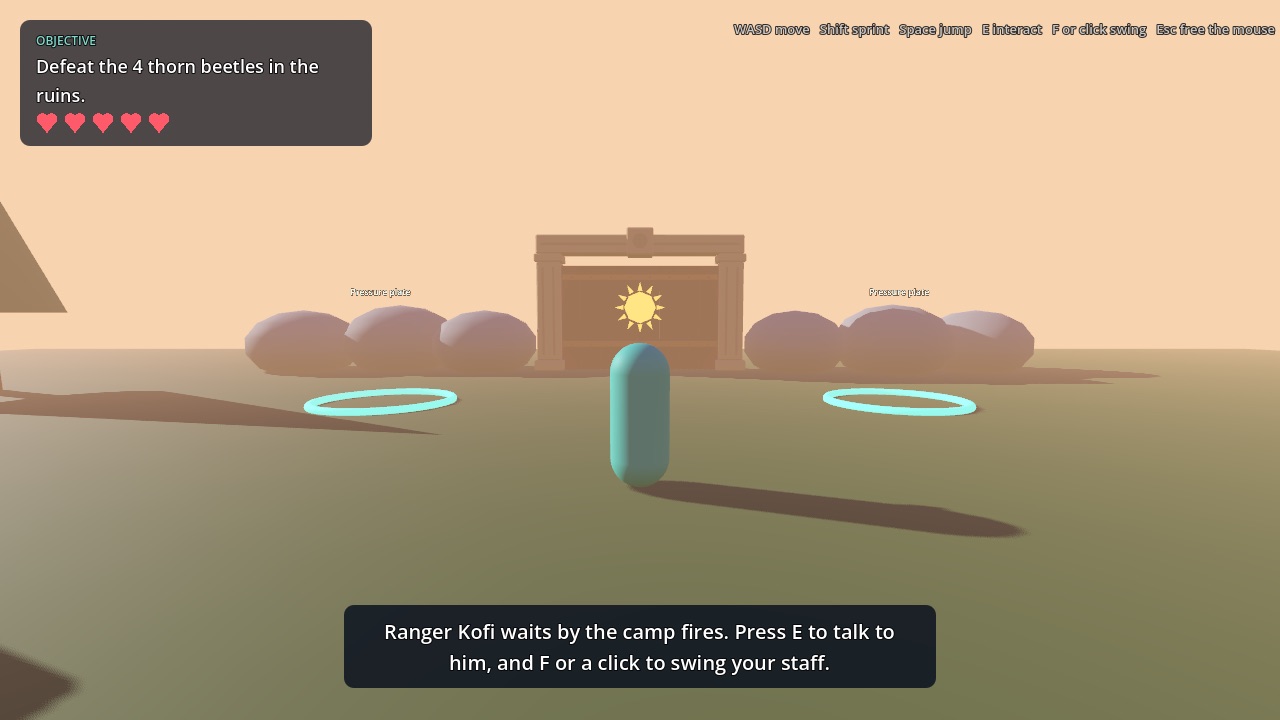 OBJECTIVE
Defeat the 4 thorn beetles in the
ruins.
WASD move Shift sprint Space jump E interact F or click swing Esc free the mouse
Pressure plate
Pressure plate
Ranger Kofi waits by the camp fires. Press E to talk to
him, and F or a click to swing your staff.